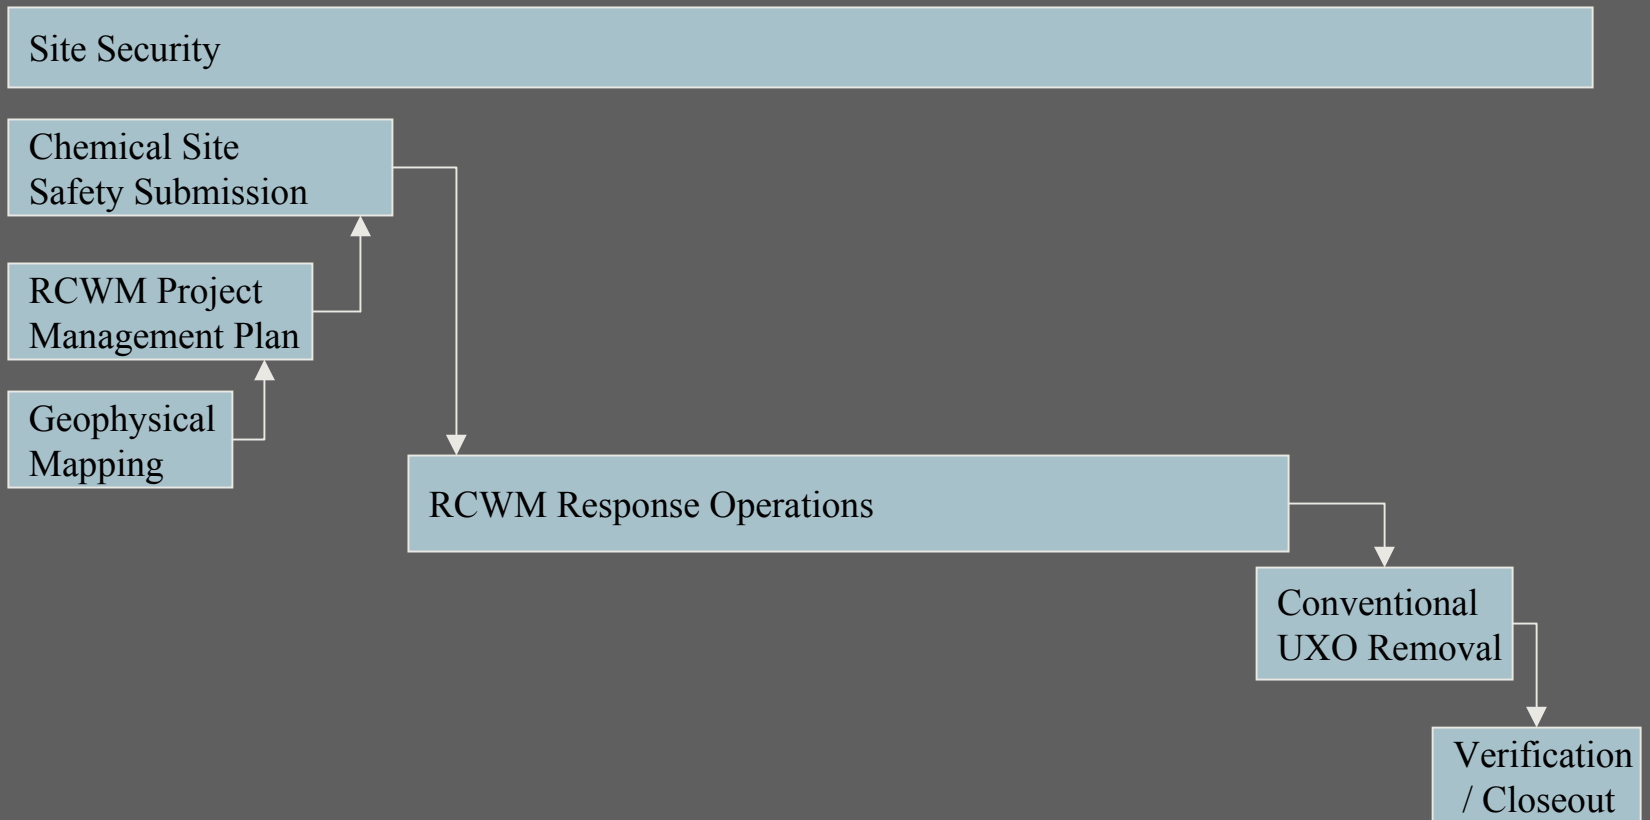 Site Security
Chemical Site
Safety Submission
RCWM Project
Management Plan
Geophysical
Mapping
RCWM Response Operations
Conventional
UXO Removal
Verification
/ Closeout